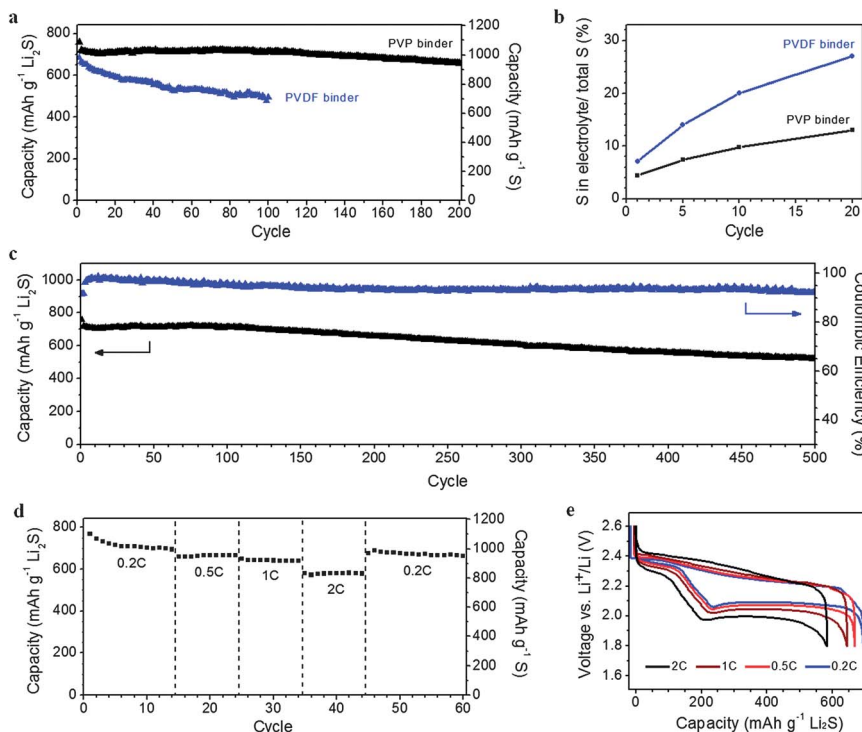 a
Capacity (mAh g⁻¹ Li₂S)
800
700
600
500
400
300
200
100
0
PVP binder
PVDF binder
0 20 40 60 80 100 120 140 160 180 200
Cycle
1200
1000
800
600
400
200
0
Capacity (mAh g⁻¹ S)
b
S in electrolyte/ total S (%)
30
20
10
0
PVDF binder
PVP binder
0 5 10 15 20
Cycle
c
Capacity (mAh g⁻¹ Li₂S)
1000
800
600
400
200
0
0 50 100 150 200 250 300 350 400 450 500
Cycle
100
80
60
40
Coulombic Efficiency (%)
d
Capacity (mAh g⁻¹ Li₂S)
800
600
400
200
0
0.2C
0.5C
1C
2C
0.2C
0 10 20 30 40 50 60
Cycle
1200
1000
800
600
400
200
0
Capacity (mAh g⁻¹ S)
e
Voltage vs. Li⁺/Li (V)
2.6
2.4
2.2
2.0
1.8
1.6
2C 1C 0.5C 0.2C
0 200 400 600
Capacity (mAh g⁻¹ Li₂S)